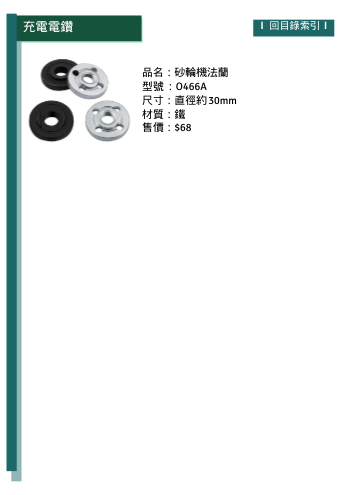 充電電鑽
I 回目錄索引 I
品名：砂輪機法蘭
型號：O466A
尺寸：直徑約30mm
材質：鐵
售價：$68